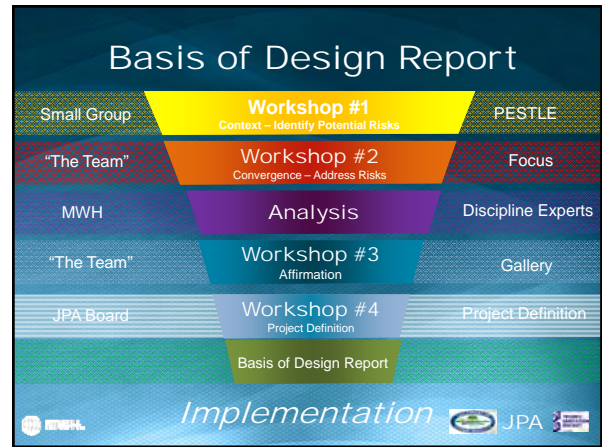 Basis of Design Report
Small Group
Workshop #1
Context – Identify Potential Risks
PESTLE
"The Team"
Workshop #2
Convergence – Address Risks
Focus
MWH
Analysis
Discipline Experts
"The Team"
Workshop #3
Affirmation
Gallery
JPA Board
Workshop #4
Project Definition
Project Definition
Basis of Design Report
Implementation
JPA